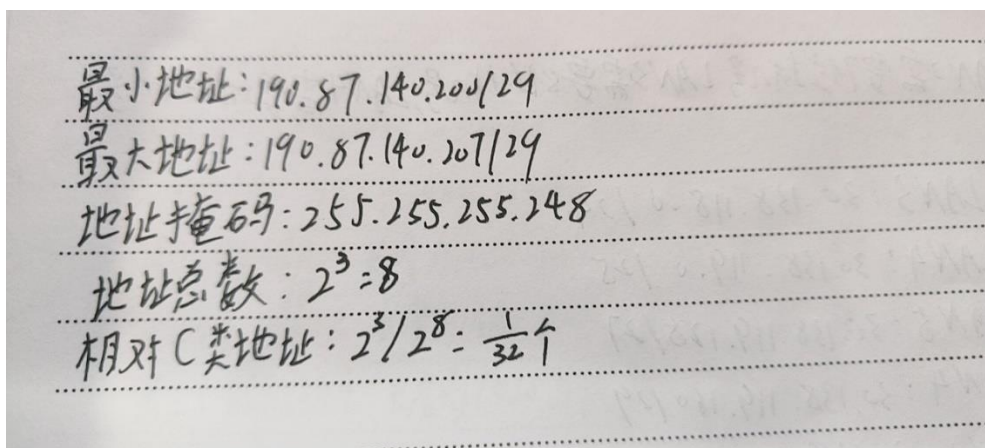 最小地址:190.87.140.200/29
最大地址:190.87.140.207/29
地址掩码:255.255.255.248
地址总数:2³=8
相对C类地址:2³/2⁸=1/32个